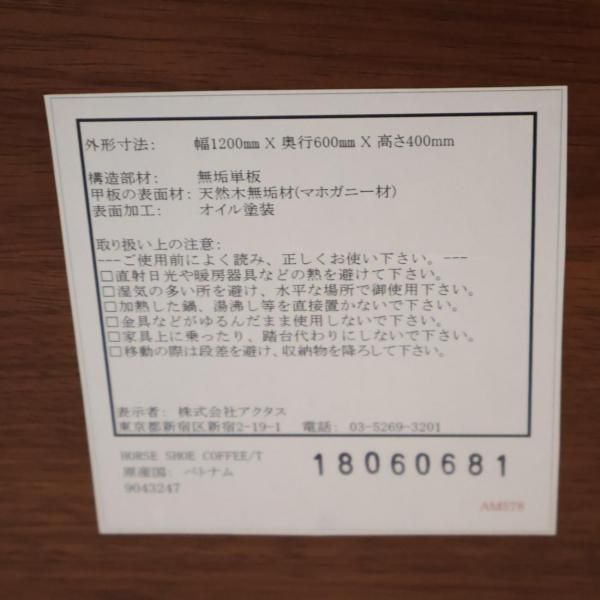 外形寸法: 幅1200mm X 奥行600mm X 高さ400mm
構造部材: 無垢単板
甲板の表面材: 天然木無垢材(マホガニー材)
表面加工: オイル塗装
取り扱い上の注意:
---ご使用前によく読み、正しくお使い下さい。---
□直射日光や暖房器具などの熱を避けて下さい。
□湿気の多い所を避け、水平な場所で御使用下さい。
□加熱した鍋、湯沸し等を直接置かないで下さい。
□金具などがゆるんだまま使用しないで下さい。
□家具上に乗ったり、踏台代わりにしないで下さい。
□移動の際は段差を避け、収納物を降ろして下さい。
表示者: 株式会社アクタス
東京都新宿区新宿2-19-1 電話: 03-5269-3201
HORSE SHOE COFFEE/T
原産国: ベトナム
9043247
18060681
AM578